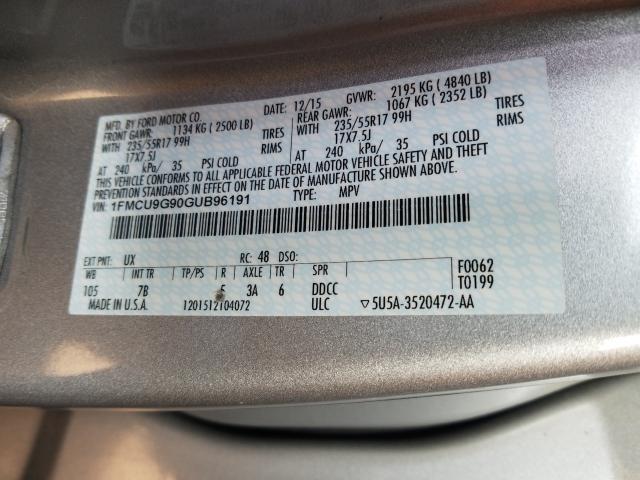 MFD. BY FORD MOTOR CO.
DATE: 12/15 GVWR: 2195 KG ( 4840 LB)
FRONT GAWR: 1134 KG ( 2500 LB) REAR GAWR: 1067 KG ( 2352 LB)
WITH 235/55R17 99H TIRES WITH 235/55R17 99H TIRES
17X7.5J RIMS 17X7.5J RIMS
AT 240 kPa/ 35 PSI COLD AT 240 kPa/ 35 PSI COLD
THIS VEHICLE CONFORMS TO ALL APPLICABLE FEDERAL MOTOR VEHICLE SAFETY AND THEFT
PREVENTION STANDARDS IN EFFECT ON THE DATE OF MANUFACTURE SHOWN ABOVE.
VIN: 1FMCU9G90GUB96191 TYPE: MPV
EXT PNT: UX RC: 48 DSO:
WB INT TR TP/PS R AXLE TR SPR
105 7B 5 3A 6 DDCC
F0062
T0199
MADE IN U.S.A. 1201512104072 ULC ▽5U5A-3520472-AA